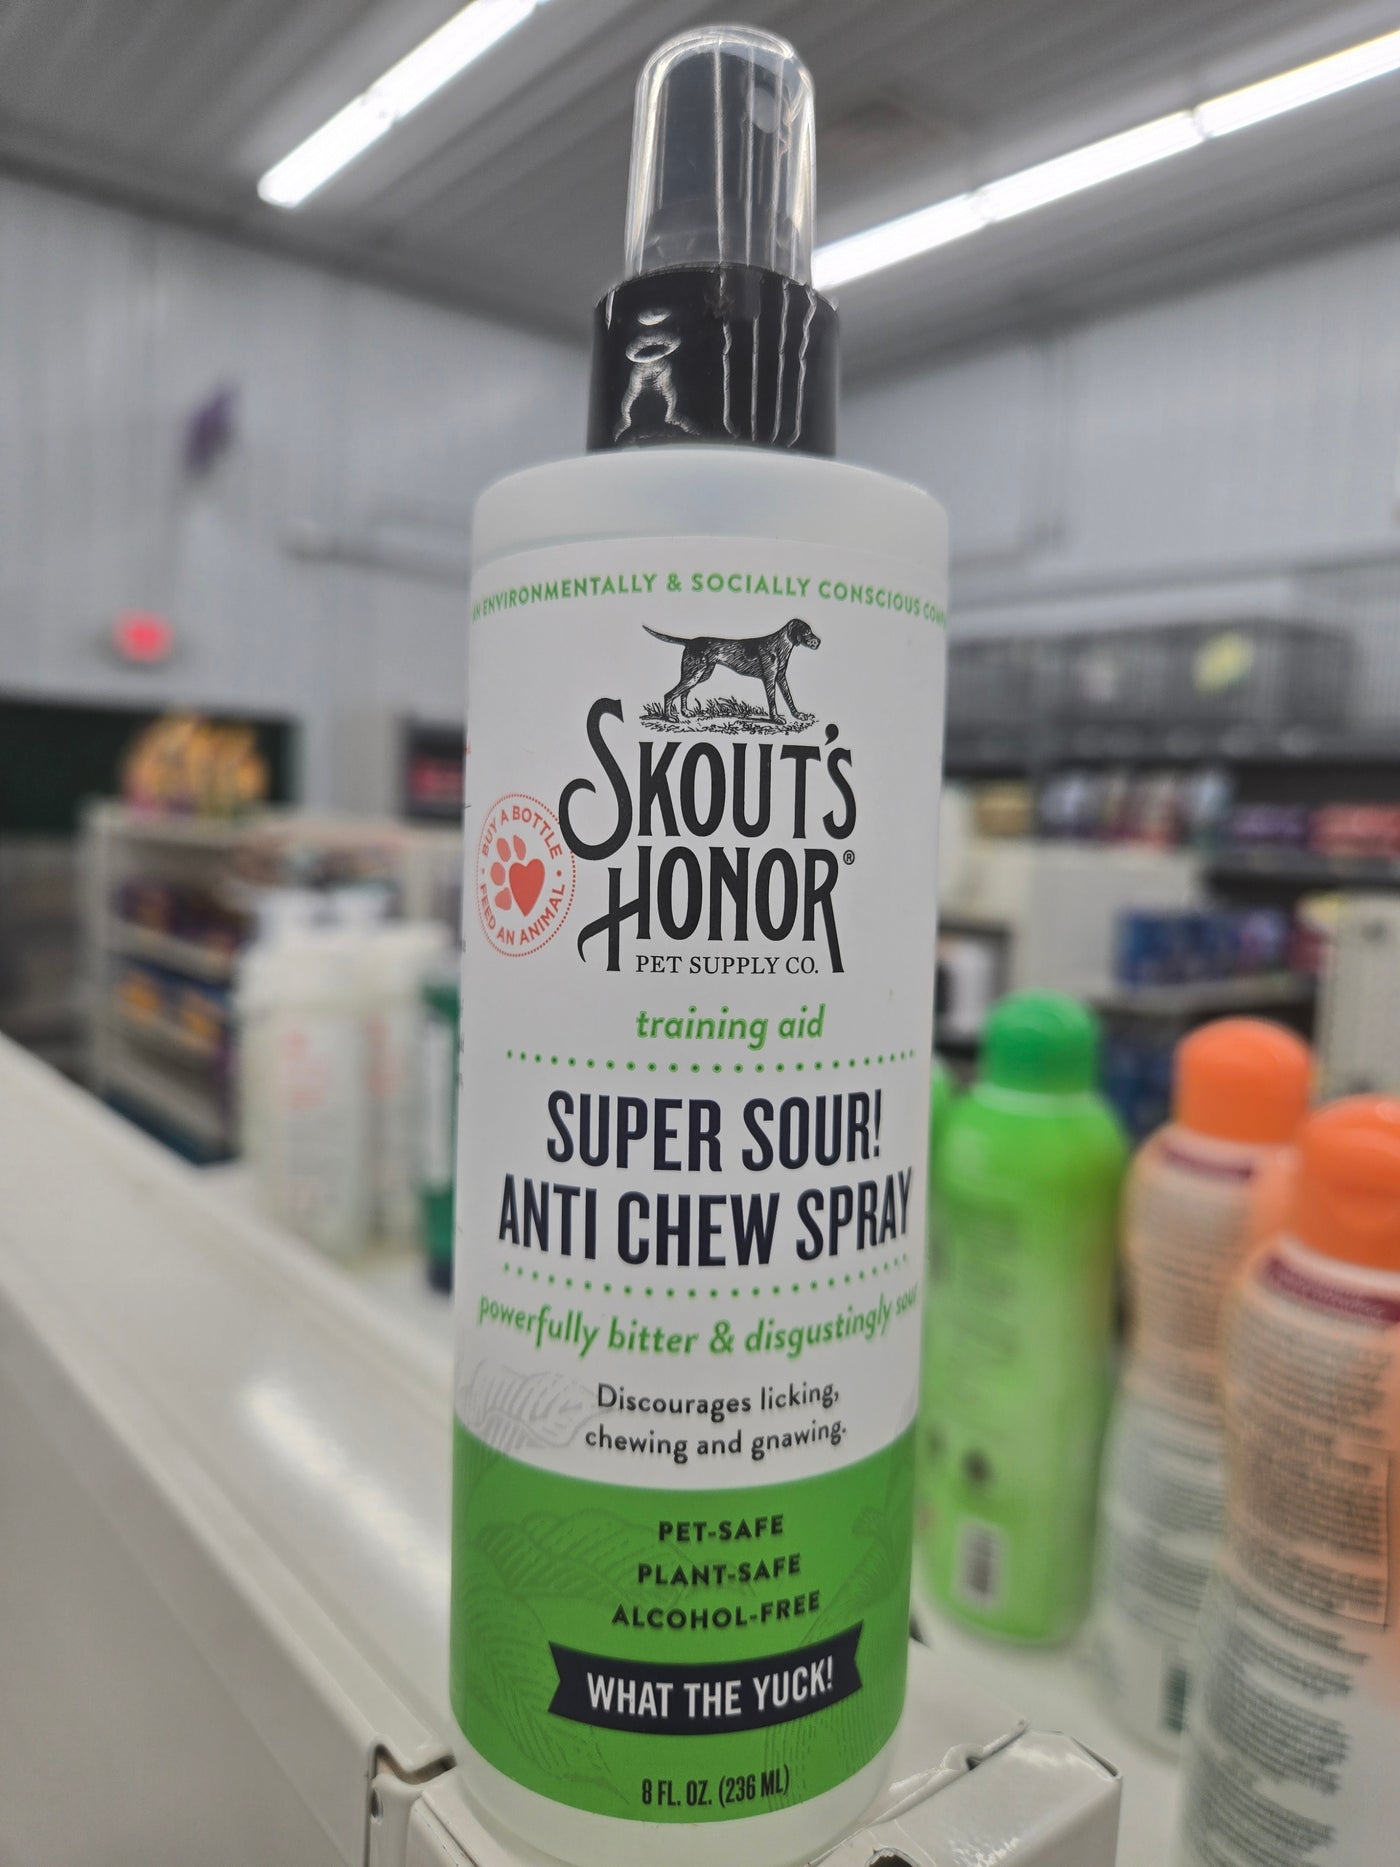 ENVIRONMENTALLY & SOCIALLY CONSCIOUS
SKOUT'S
HONOR®
PET SUPPLY CO.
BUY A BOTTLE
FEED AN ANIMAL
training aid
SUPER SOUR!
ANTI CHEW SPRAY
powerfully bitter & disgustingly sour
Discourages licking,
chewing and gnawing.
PET-SAFE
PLANT-SAFE
ALCOHOL-FREE
WHAT THE YUCK!
8 FL. OZ. (236 ML)